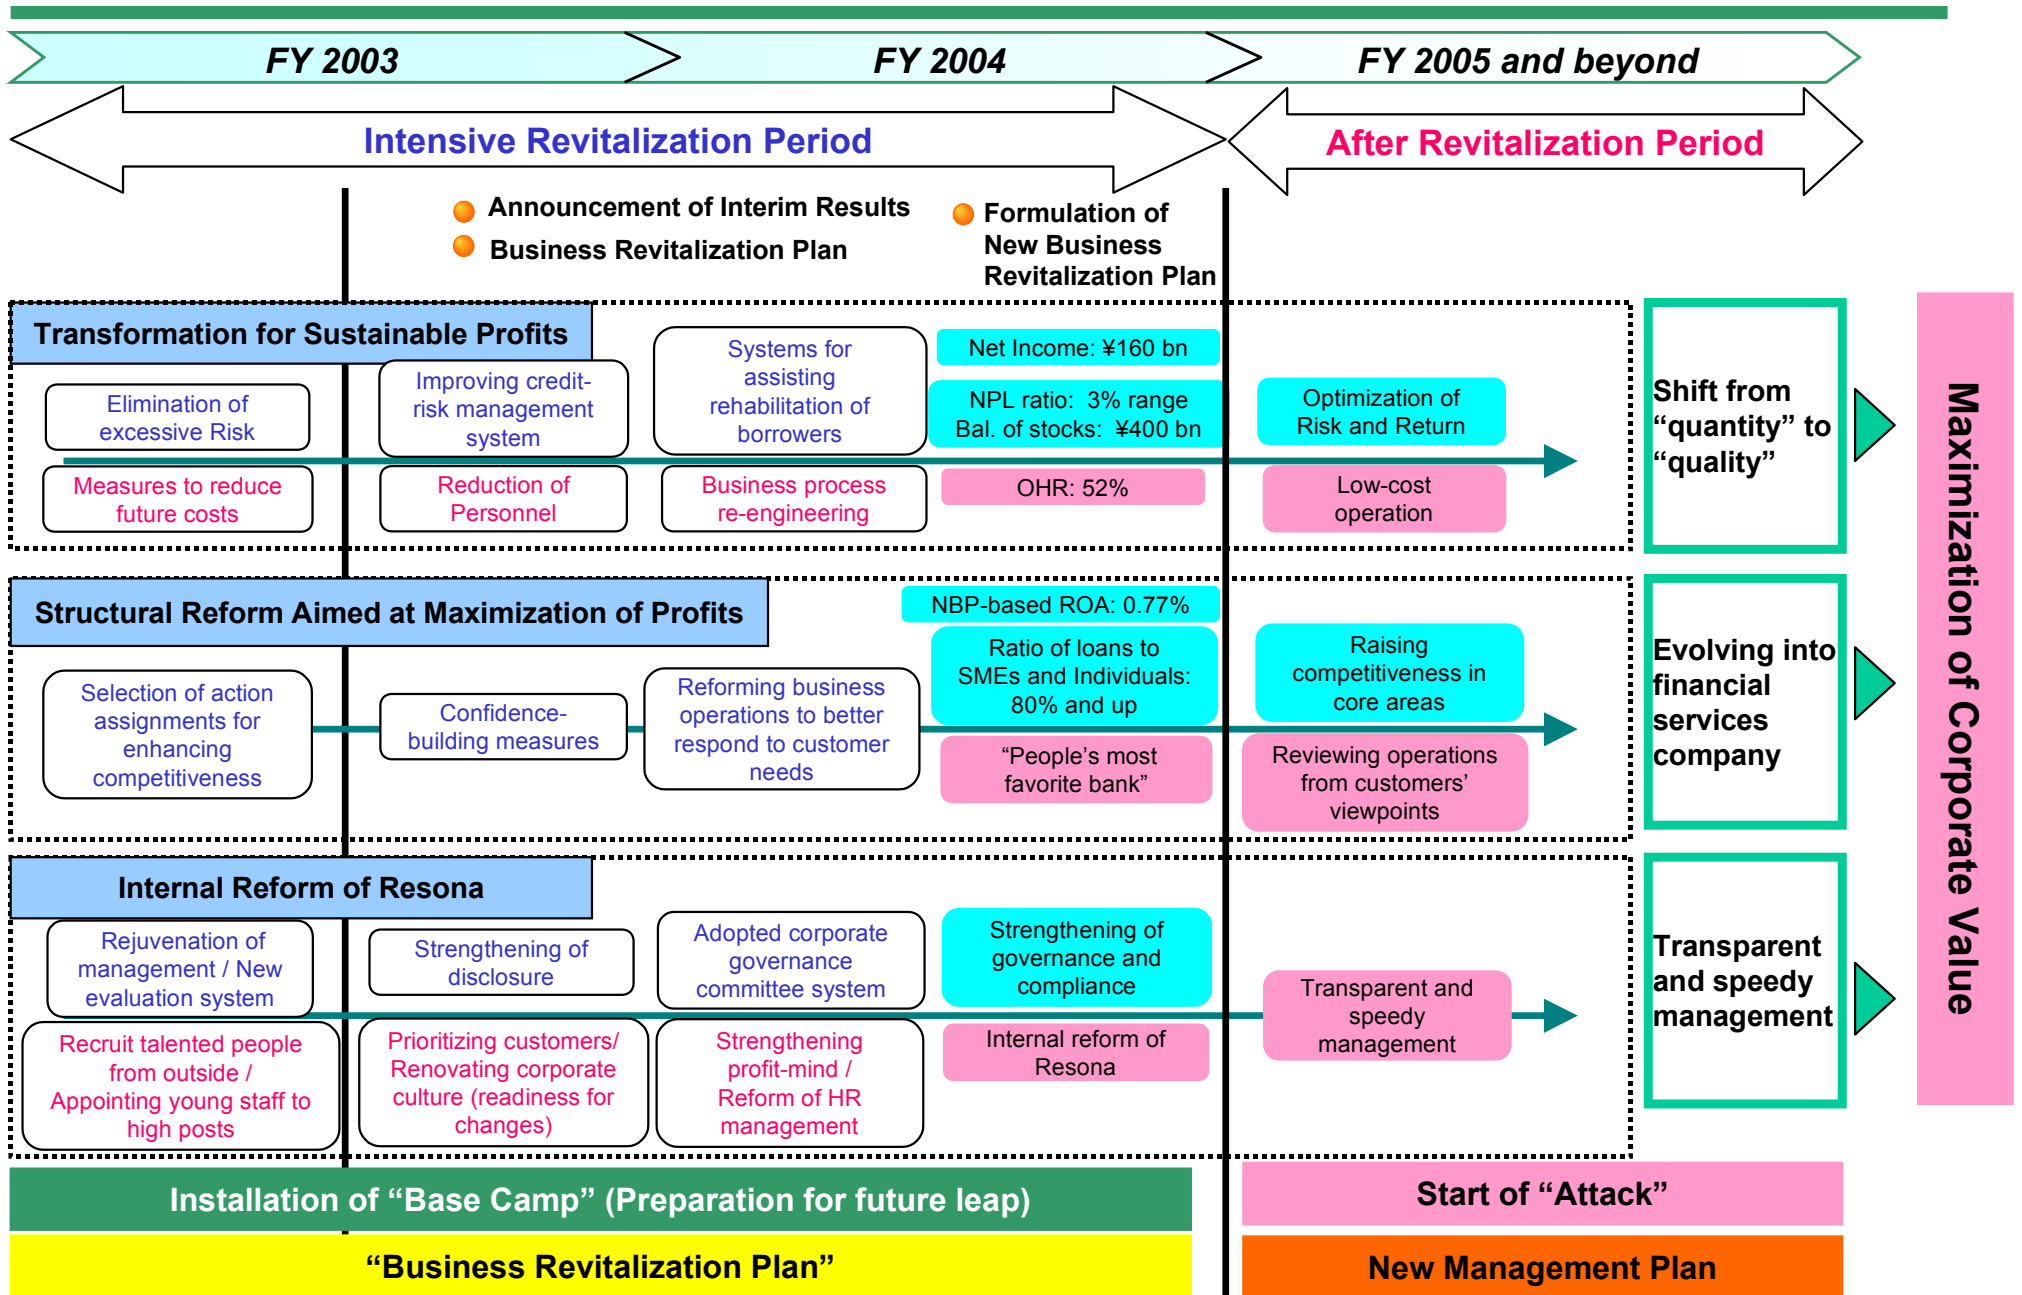 FY 2003
FY 2004
FY 2005 and beyond
Intensive Revitalization Period
After Revitalization Period
Announcement of Interim Results
Business Revitalization Plan
Formulation of
New Business
Revitalization Plan
Transformation for Sustainable Profits
Elimination of
excessive Risk
Improving credit-
risk management
system
Systems for
assisting
rehabilitation of
borrowers
Net Income: ¥160 bn
NPL ratio:  3% range
Bal. of stocks:  ¥400 bn
Optimization of
Risk and Return
Measures to reduce
future costs
Reduction of
Personnel
Business process
re-engineering
OHR: 52%
Low-cost
operation
Shift from
“quantity” to
“quality”
Structural Reform Aimed at Maximization of Profits
Selection of action
assignments for
enhancing
competitiveness
Confidence-
building measures
Reforming business
operations to better
respond to customer
needs
NBP-based ROA: 0.77%
Ratio of loans to
SMEs and Individuals:
80% and up
“People’s most
favorite bank”
Raising
competitiveness in
core areas
Reviewing operations
from customers’
viewpoints
Evolving into
financial
services
company
Internal Reform of Resona
Rejuvenation of
management / New
evaluation system
Strengthening of
disclosure
Adopted corporate
governance
committee system
Strengthening of
governance and
compliance
Recruit talented people
from outside /
Appointing young staff to
high posts
Prioritizing customers/
Renovating corporate
culture (readiness for
changes)
Strengthening
profit-mind /
Reform of HR
management
Internal reform of
Resona
Transparent and
speedy
management
Transparent
and speedy
management
Maximization of Corporate Value
Installation of “Base Camp” (Preparation for future leap)
Start of “Attack”
“Business Revitalization Plan”
New Management Plan